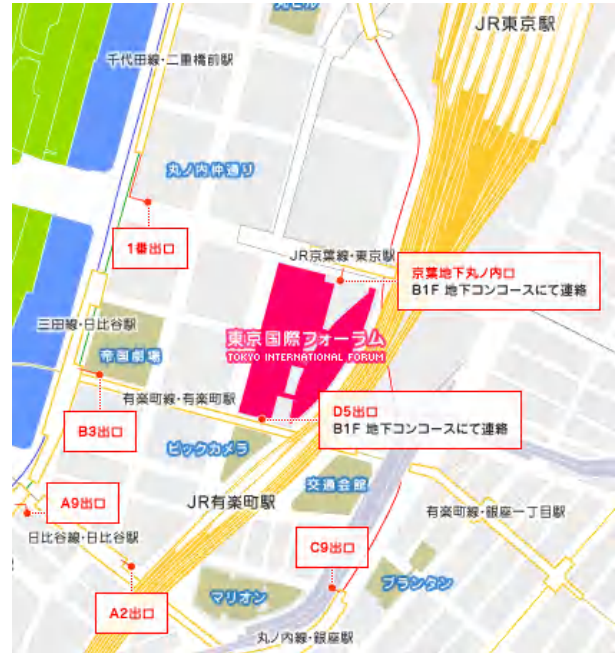 JR東京駅
千代田線・二重橋前駅
丸ノ内仲通り
1番出口
JR京葉線・東京駅
京葉地下丸ノ内口
B1F 地下コンコースにて連絡
三田線・日比谷駅
東京国際フォーラム
TOKYO INTERNATIONAL FORUM
帝国劇場
有楽町線・有楽町駅
D5出口
B1F 地下コンコースにて連絡
B3出口
ビックカメラ
交通会館
A9出口
JR有楽町駅
有楽町線・銀座一丁目駅
日比谷線・日比谷駅
C9出口
プランタン
マリオン
A2出口
丸ノ内線・銀座駅